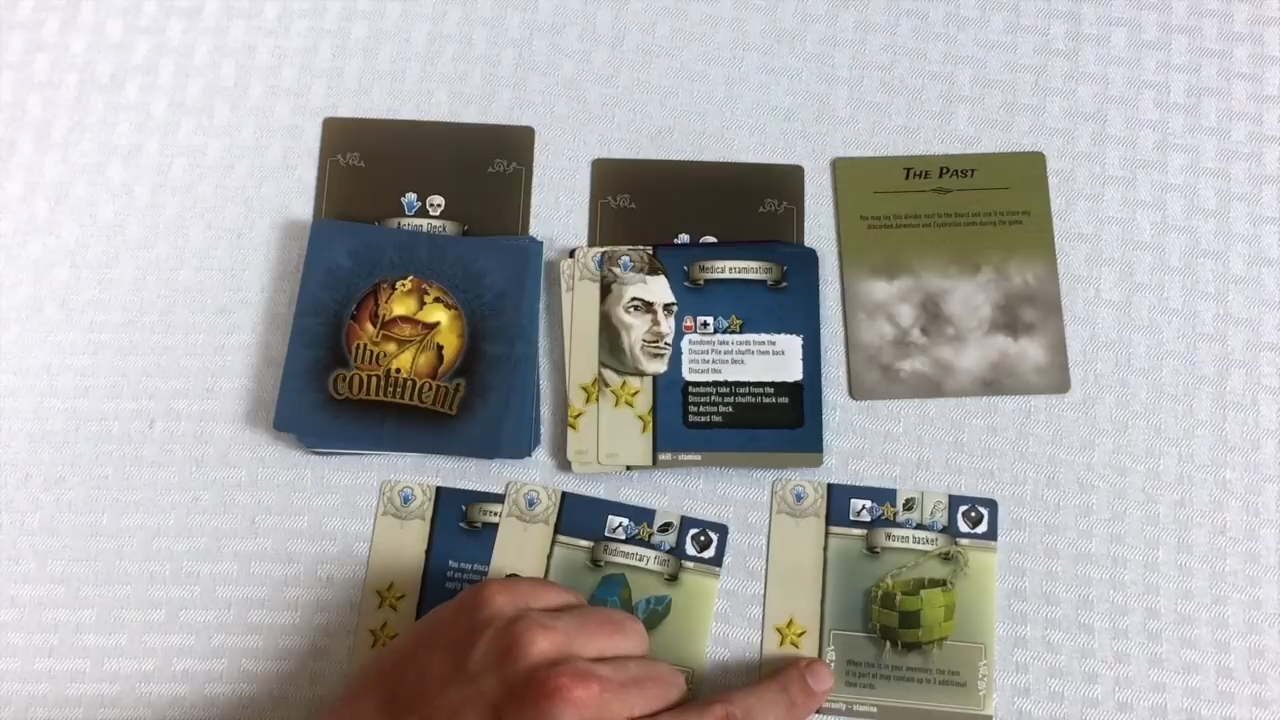 Action Deck
the
7
continent
Medical examination
Randomly take 4 cards from the
Discard Pile and shuffle them back
into the Action Deck.
Discard this.
Randomly take 1 card from the
Discard Pile and shuffle it back into
the Action Deck.
Discard this.
skill - stamina
The Past
You may lay this divider next to the Board and use it to store any
discarded Adventure and Exploration cards during the game.
You may disca
of an action
Rudimentary flint
Woven basket
When this is in your inventory, the item
it is part of may contain up to 3 additional
item cards.
- stamina